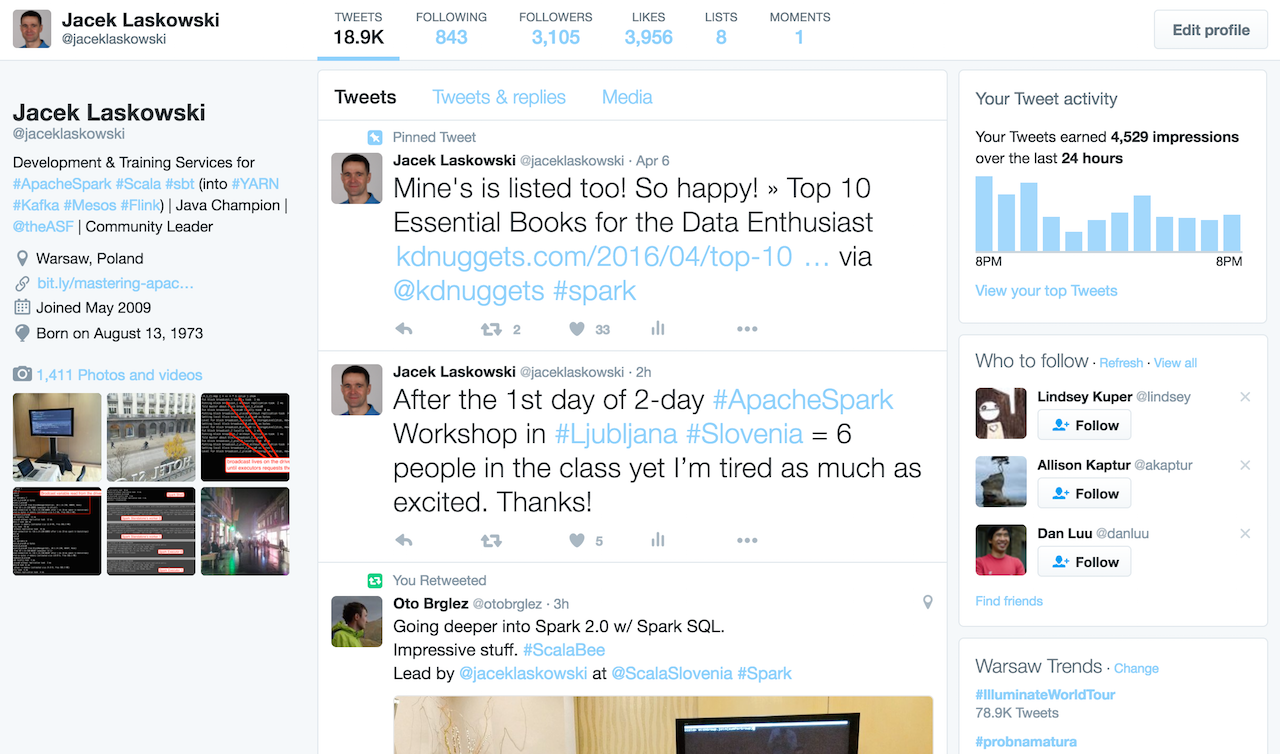 Jacek Laskowski
@jaceklaskowski
TWEETS
18.9K
FOLLOWING
843
FOLLOWERS
3,105
LIKES
3,956
LISTS
8
MOMENTS
1
Edit profile
Jacek Laskowski
@jaceklaskowski
Development & Training Services for
#ApacheSpark #Scala #sbt (into #YARN
#Kafka #Mesos #Flink) | Java Champion |
@theASF | Community Leader
Warsaw, Poland
bit.ly/mastering-apac…
Joined May 2009
Born on August 13, 1973
1,411 Photos and videos
Tweets
Tweets & replies
Media
Pinned Tweet
Jacek Laskowski @jaceklaskowski · Apr 6
Mine's is listed too! So happy! » Top 10
Essential Books for the Data Enthusiast
kdnuggets.com/2016/04/top-10 … via
@kdnuggets #spark
2
33
Jacek Laskowski @jaceklaskowski · 2h
After the 1st day of 2-day #ApacheSpark
Workshop in #Ljubljana #Slovenia = 6
people in the class yet I’m tired as much as
excited. Thanks!
5
You Retweeted
Oto Brglez @otobrglez · 3h
Going deeper into Spark 2.0 w/ Spark SQL.
Impressive stuff. #ScalaBee
Lead by @jaceklaskowski at @ScalaSlovenia #Spark
Your Tweet activity
Your Tweets earned 4,529 impressions
over the last 24 hours
8PM
8PM
View your top Tweets
Who to follow · Refresh · View all
Lindsey Kuper @lindsey
Follow
Allison Kaptur @akaptur
Follow
Dan Luu @danluu
Follow
Find friends
Warsaw Trends · Change
#IlluminateWorldTour
78.9K Tweets
#probnamatura